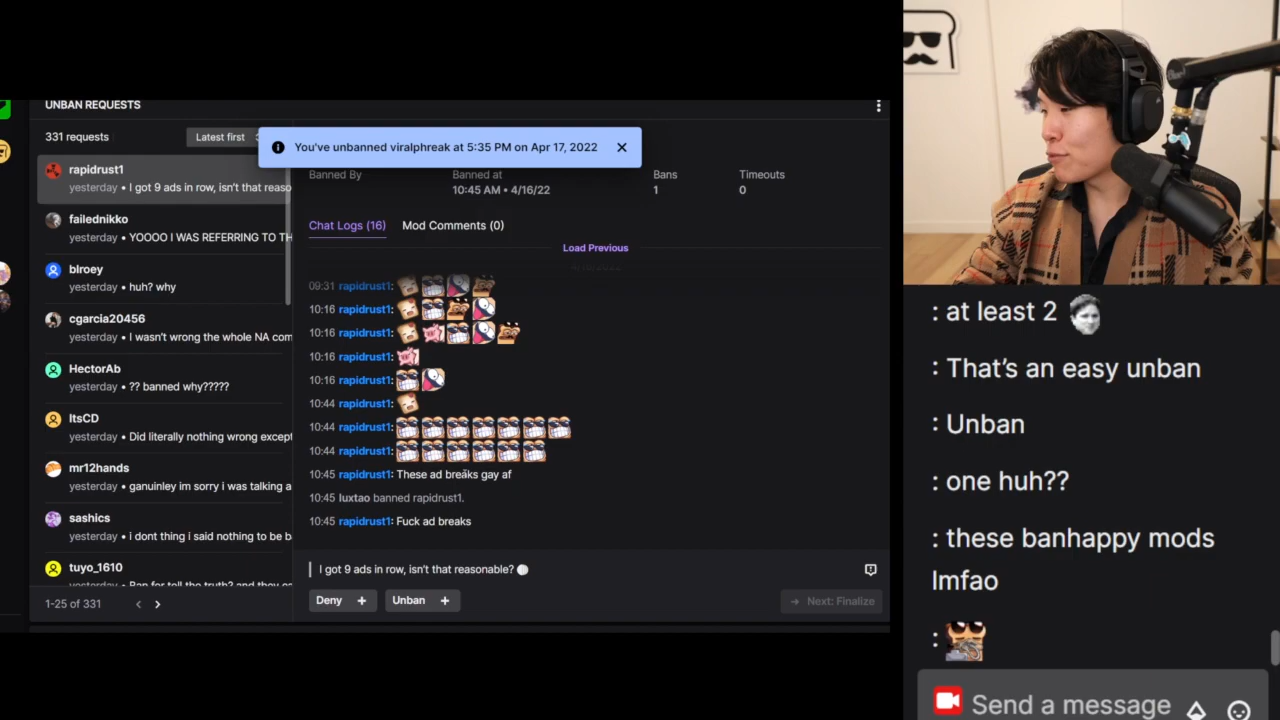 UNBAN REQUESTS
331 requests
Latest first
You've unbanned viralphreak at 5:35 PM on Apr 17, 2022
rapidrust1
yesterday • I got 9 ads in row, isn't that reaso
failednikko
yesterday • YOOOO I WAS REFERRING TO TH
blroey
yesterday • huh? why
cgarcia20456
yesterday • I wasn't wrong the whole NA com
HectorAb
yesterday • ?? banned why?????
ItsCD
yesterday • Did literally nothing wrong except
mr12hands
yesterday • ganuinley im sorry i was talking a
sashics
yesterday • i dont thing i said nothing to be b
tuyo_1610
yesterday • Ban for tell the truth? and they ca
1-25 of 331
Banned By
Banned at
Bans
Timeouts
10:45 AM • 4/16/22
1
0
Chat Logs (16)
Mod Comments (0)
Load Previous
09:31 rapidrust1:
10:16 rapidrust1:
10:16 rapidrust1:
10:16 rapidrust1:
10:16 rapidrust1:
10:44 rapidrust1:
10:44 rapidrust1:
10:44 rapidrust1:
10:45 rapidrust1: These ad breaks gay af
10:45 luxtao banned rapidrust1.
10:45 rapidrust1: Fuck ad breaks
I got 9 ads in row, isn't that reasonable?
Deny +
Unban +
Next: Finalize
: at least 2
: That's an easy unban
: Unban
: one huh??
: these banhappy mods
lmfao
:
Send a message